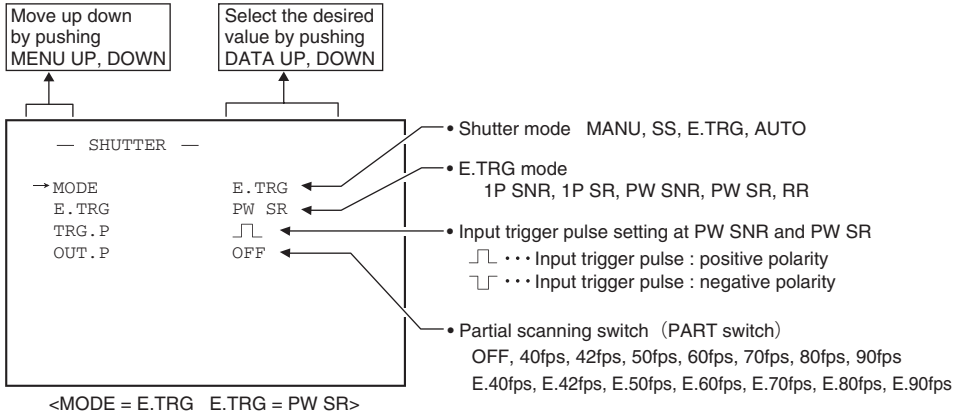 Move up down
by pushing
MENU UP, DOWN
Select the desired
value by pushing
DATA UP, DOWN
— SHUTTER —
→MODE E.TRG
E.TRG PW SR
TRG.P
OUT.P OFF
• Shutter mode MANU, SS, E.TRG, AUTO
• E.TRG mode
1P SNR, 1P SR, PW SNR, PW SR, RR
• Input trigger pulse setting at PW SNR and PW SR
･･･Input trigger pulse : positive polarity
･･･Input trigger pulse : negative polarity
• Partial scanning switch（PART switch）
OFF, 40fps, 42fps, 50fps, 60fps, 70fps, 80fps, 90fps
E.40fps, E.42fps, E.50fps, E.60fps, E.70fps, E.80fps, E.90fps
<MODE = E.TRG E.TRG = PW SR>